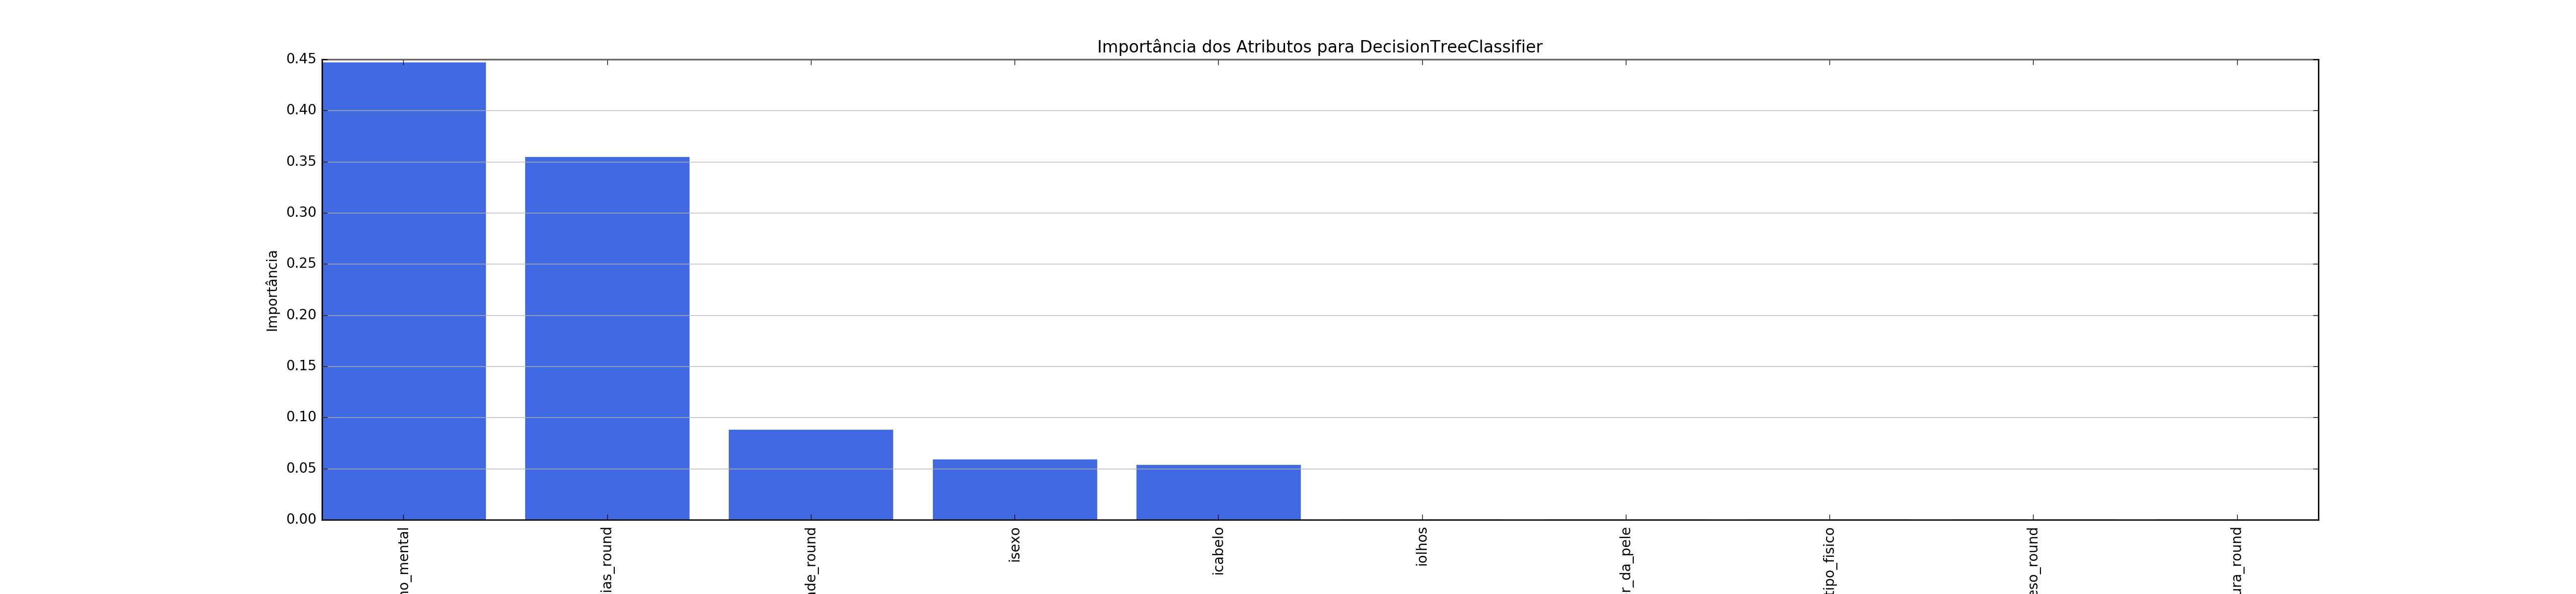 Importância dos Atributos para DecisionTreeClassifier
Importância
0.45
0.40
0.35
0.30
0.25
0.20
0.15
0.10
0.05
0.00
no_mental
ias_round
ade_round
isexo
icabelo
iolhos
r_da_pele
tipo_fisico
eso_round
ura_round